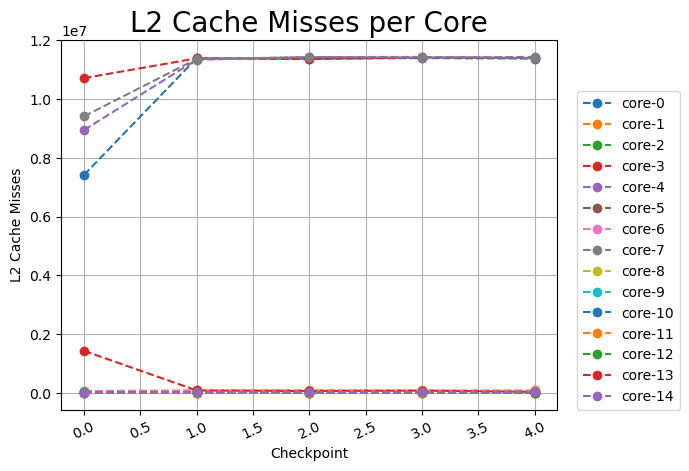 L2 Cache Misses per Core
1e7
1.2
1.0
0.8
0.6
0.4
0.2
0.0
L2 Cache Misses
0.0 0.5 1.0 1.5 2.0 2.5 3.0 3.5 4.0
Checkpoint
core-0
core-1
core-2
core-3
core-4
core-5
core-6
core-7
core-8
core-9
core-10
core-11
core-12
core-13
core-14